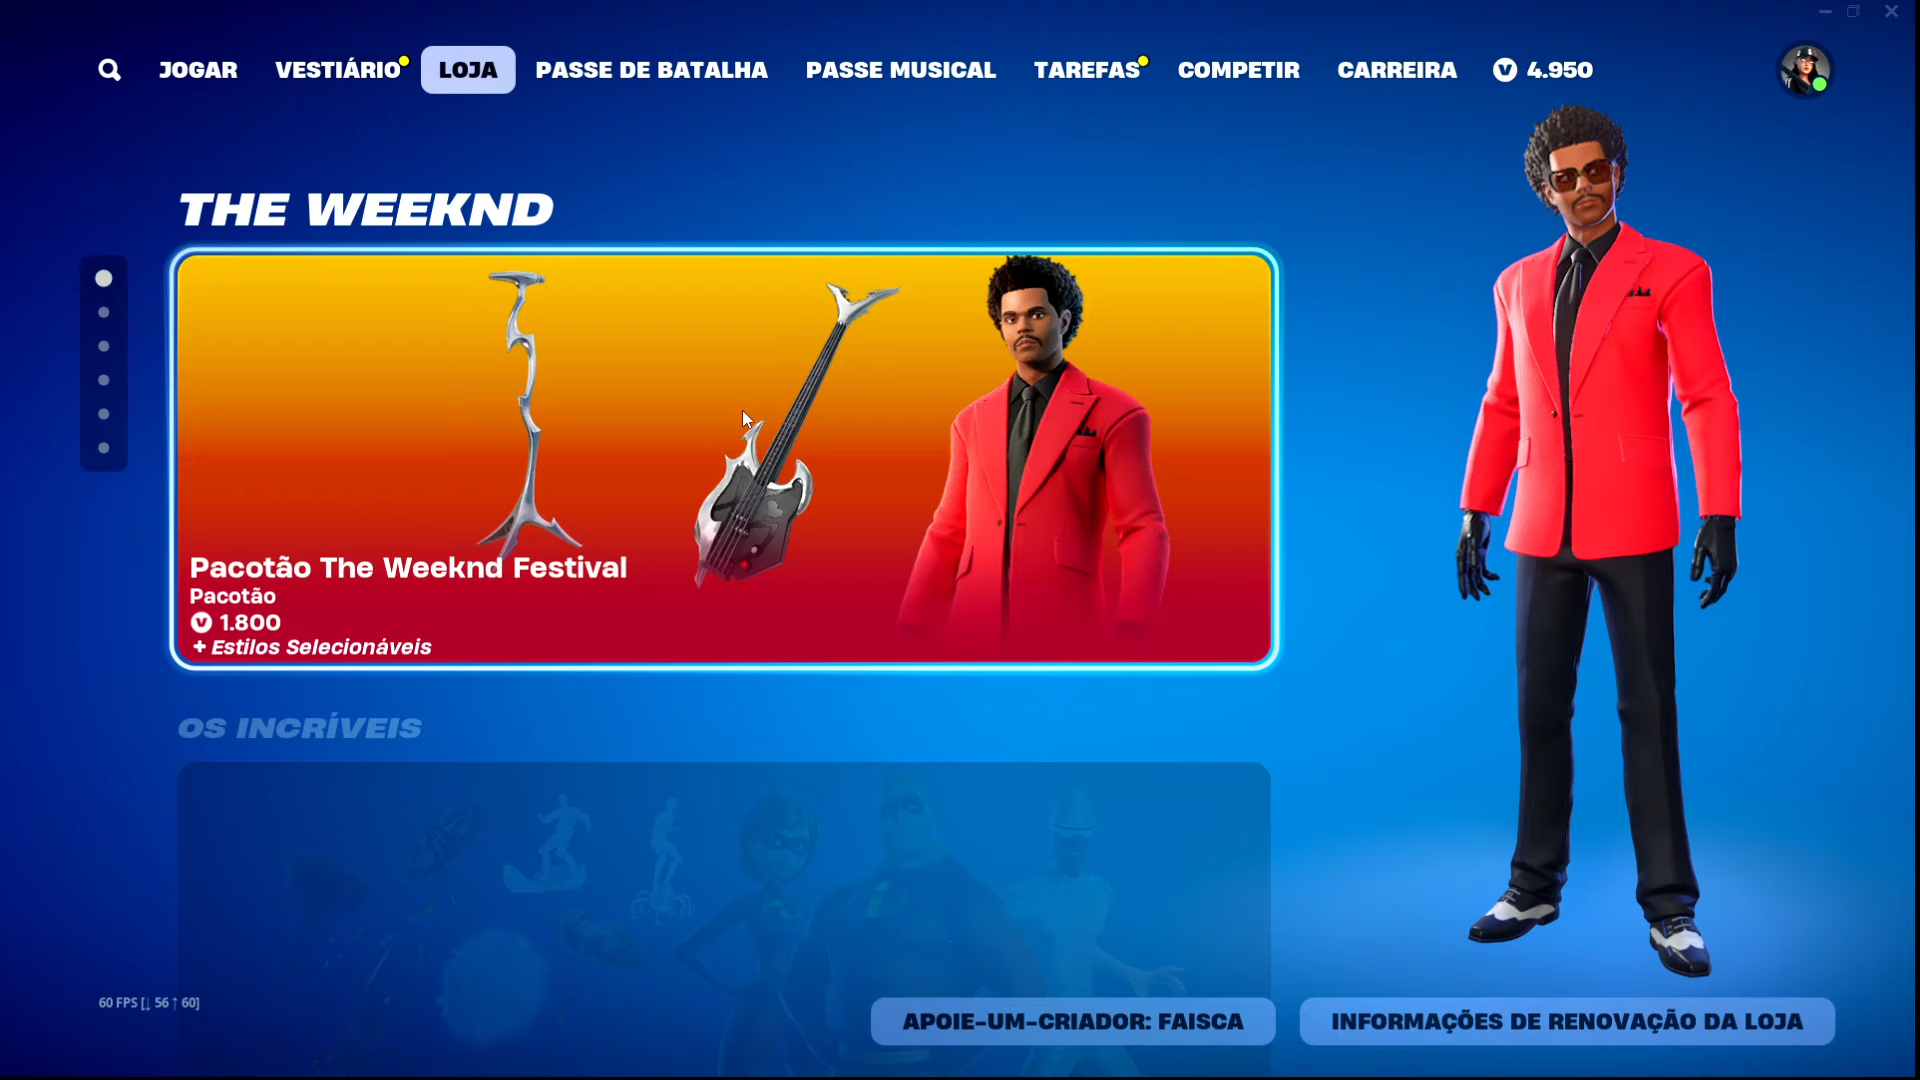 JOGAR VESTIÁRIO LOJA PASSE DE BATALHA PASSE MUSICAL TAREFAS COMPETIR CARREIRA V 4.950
THE WEEKND
Pacotão The Weeknd Festival
Pacotão
V 1.800
+ Estilos Selecionáveis
OS INCRÍVEIS
60 FPS [↓ 56 ↑ 60]
APOIE-UM-CRIADOR: FAISCA
INFORMAÇÕES DE RENOVAÇÃO DA LOJA